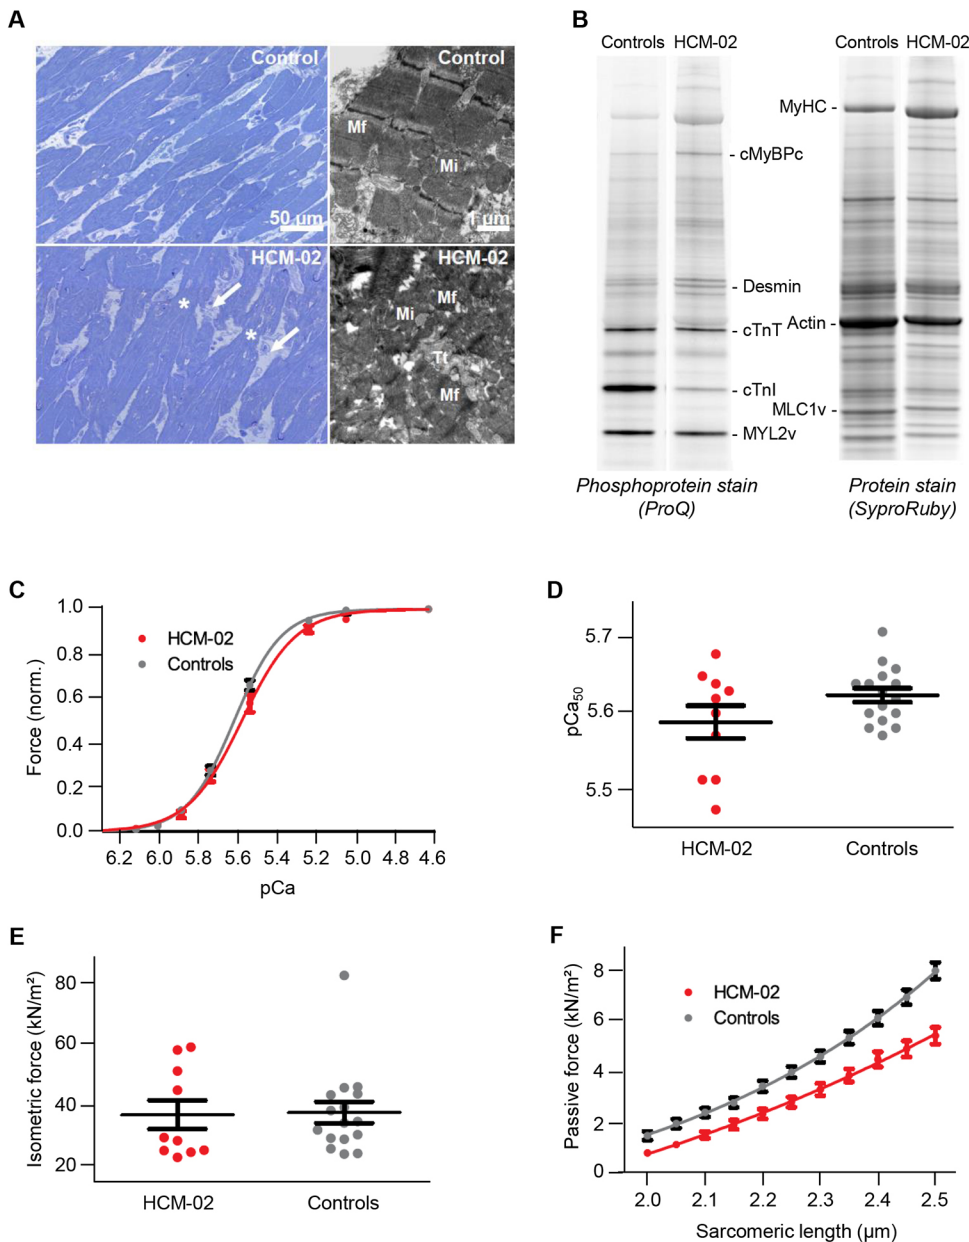 A
Control
Control
Mf
Mi
50 µm
1 µm
HCM-02
HCM-02
*
*
Mf
Mi
Tt
Mf
B
Controls HCM-02
Controls HCM-02
MyHC -
- cMyBPc
- Desmin
Actin -
- cTnT
- cTnI
MLC1v -
- MYL2v
Phosphoprotein stain
(ProQ)
Protein stain
(SyproRuby)
C
Force (norm.)
1.0
0.8
0.6
0.4
0.2
0.0
HCM-02
Controls
6.2 6.0 5.8 5.6 5.4 5.2 5.0 4.8 4.6
pCa
D
pCa50
5.7
5.6
5.5
HCM-02 Controls
E
Isometric force (kN/m²)
80
60
40
20
HCM-02 Controls
F
Passive force (kN/m²)
8
6
4
2
0
HCM-02
Controls
2.0 2.1 2.2 2.3 2.4 2.5
Sarcomeric length (µm)